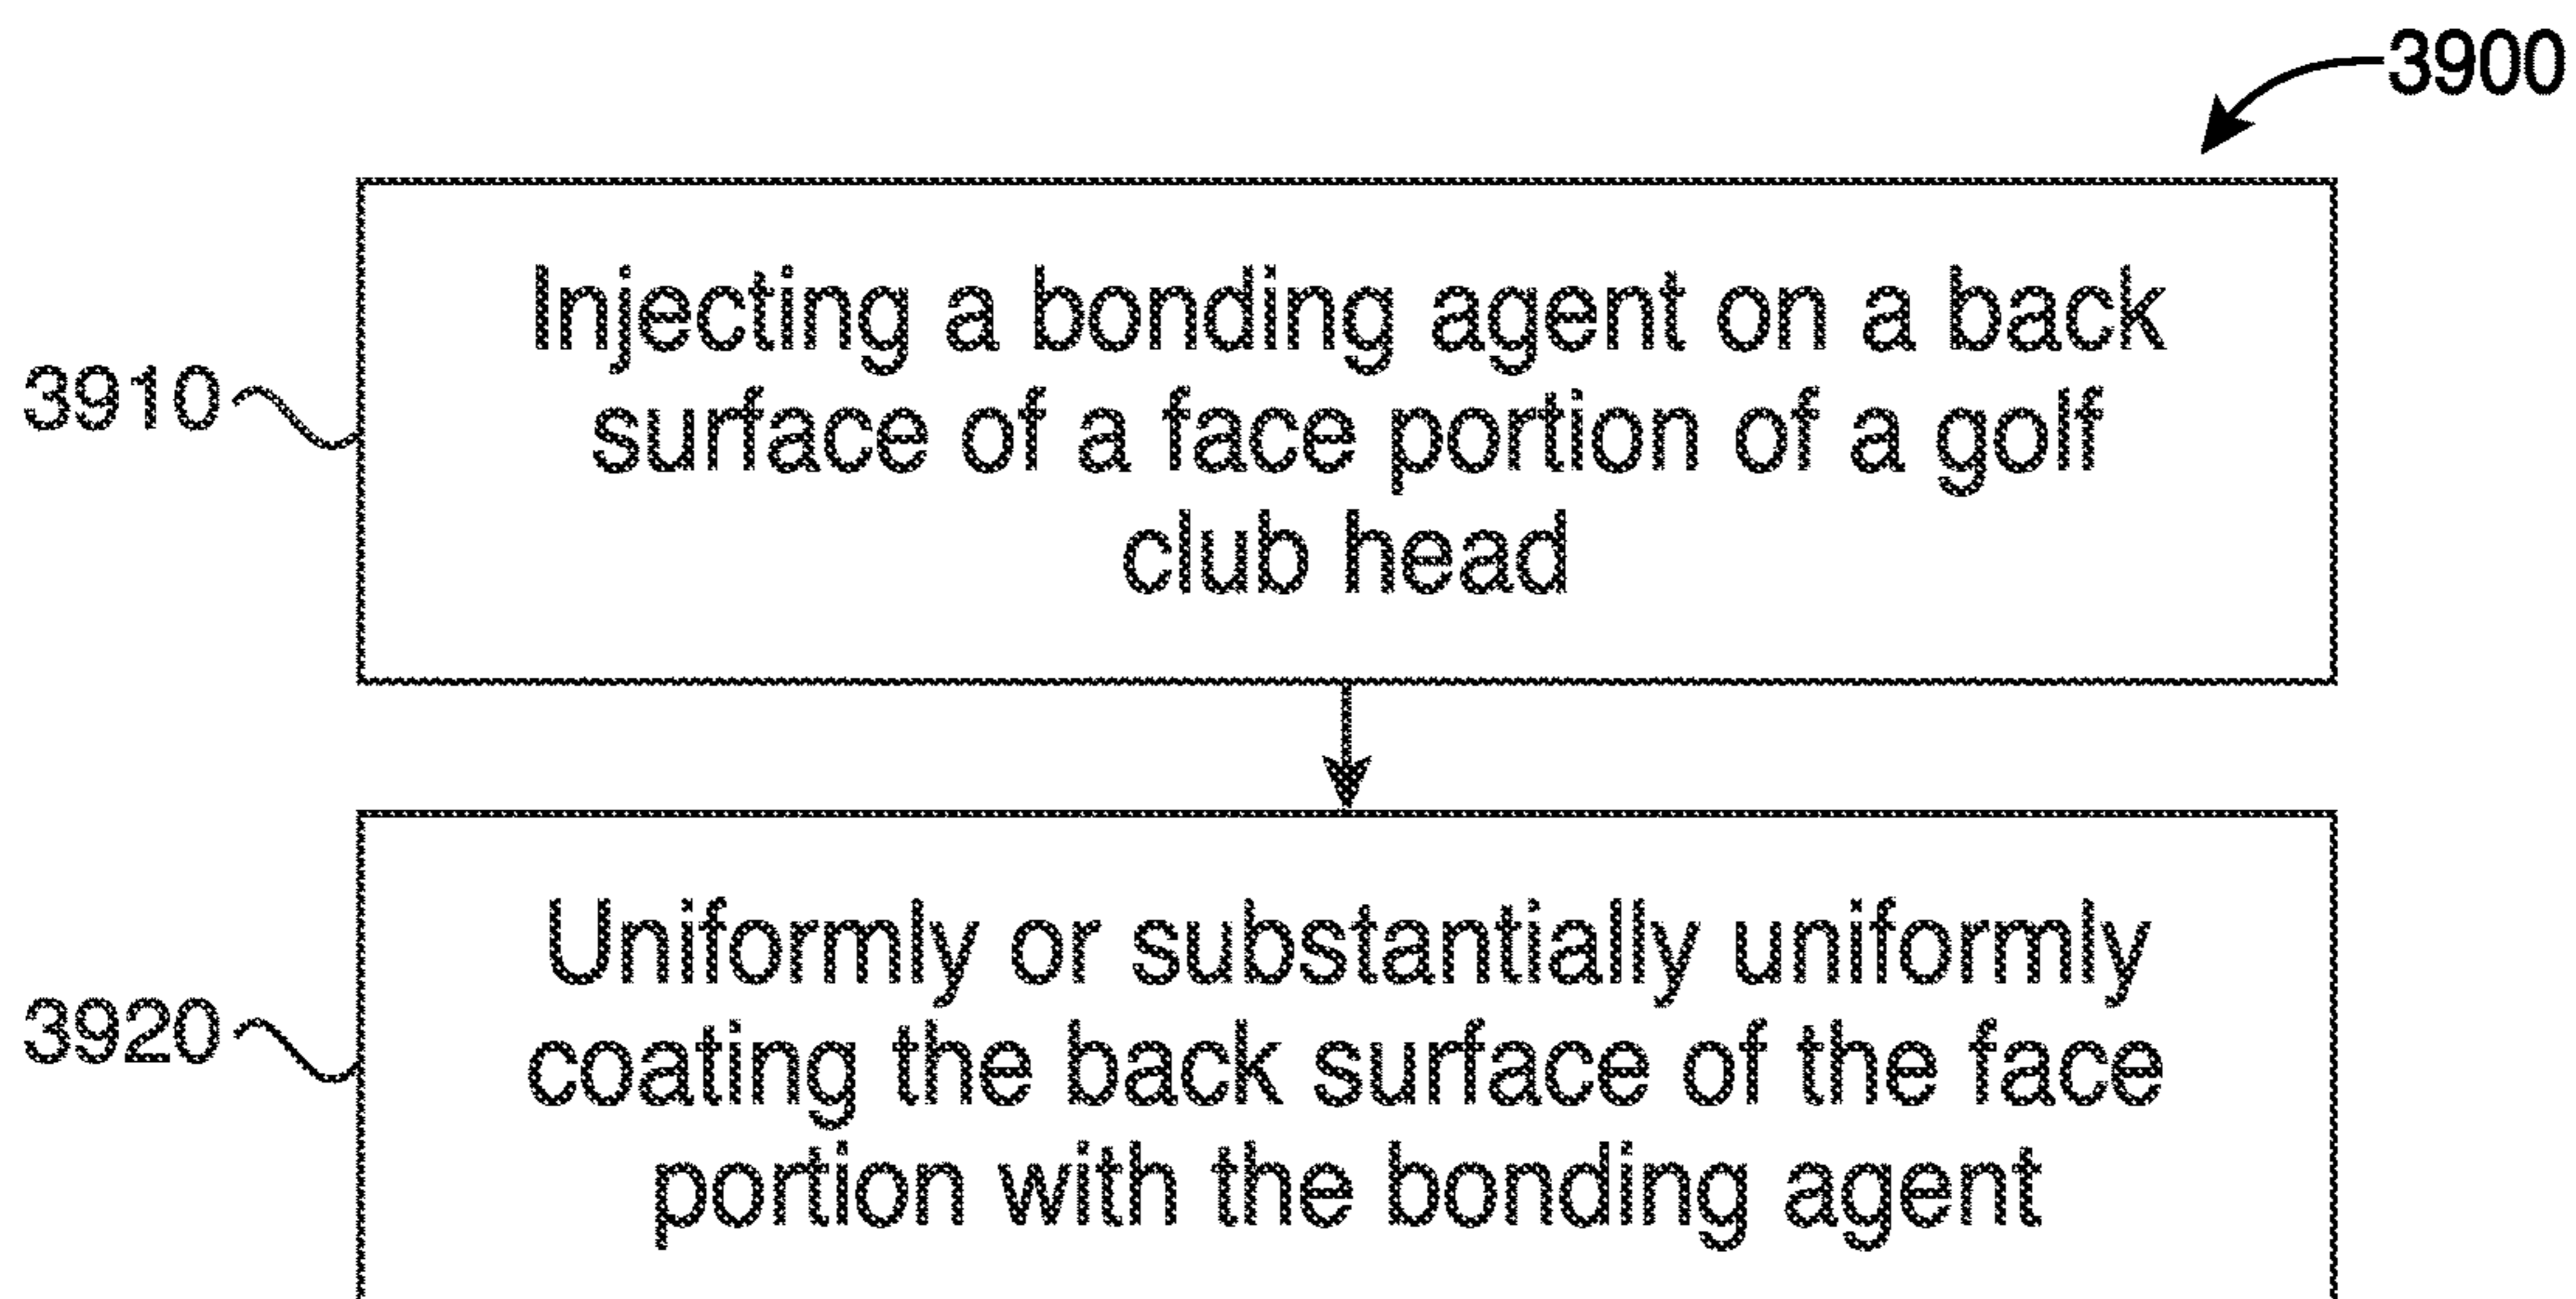 3900
Injecting a bonding agent on a back
3910
surface of a face portion of a golf
club head
Uniformly or substantially uniformly
3920
coating the back surface of the face
portion with the bonding agent